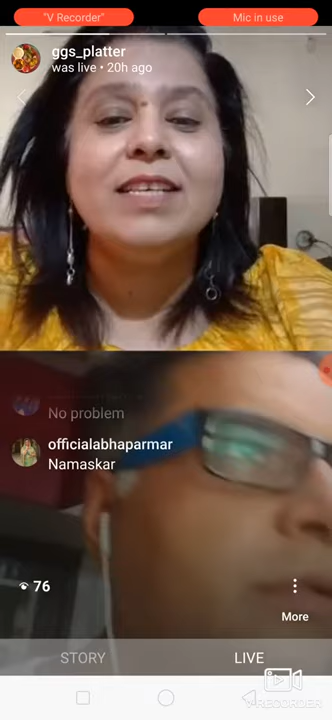 "V Recorder"
Mic in use
ggs_platter
was live • 20h ago
No problem
officialabhaparmar
Namaskar
76
More
STORY
LIVE
V RECORDER